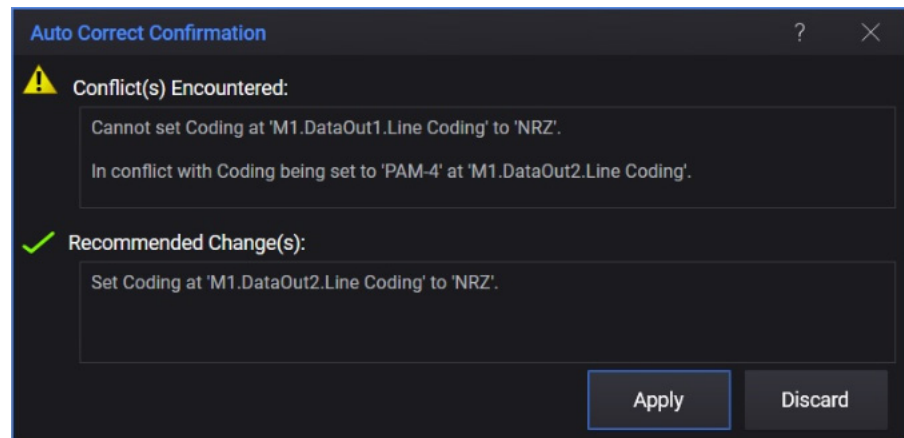 Auto Correct Confirmation
?
Conflict(s) Encountered:
Cannot set Coding at 'M1.DataOut1.Line Coding' to 'NRZ'.
In conflict with Coding being set to 'PAM-4' at 'M1.DataOut2.Line Coding'.
Recommended Change(s):
Set Coding at 'M1.DataOut2.Line Coding' to 'NRZ'.
Apply
Discard